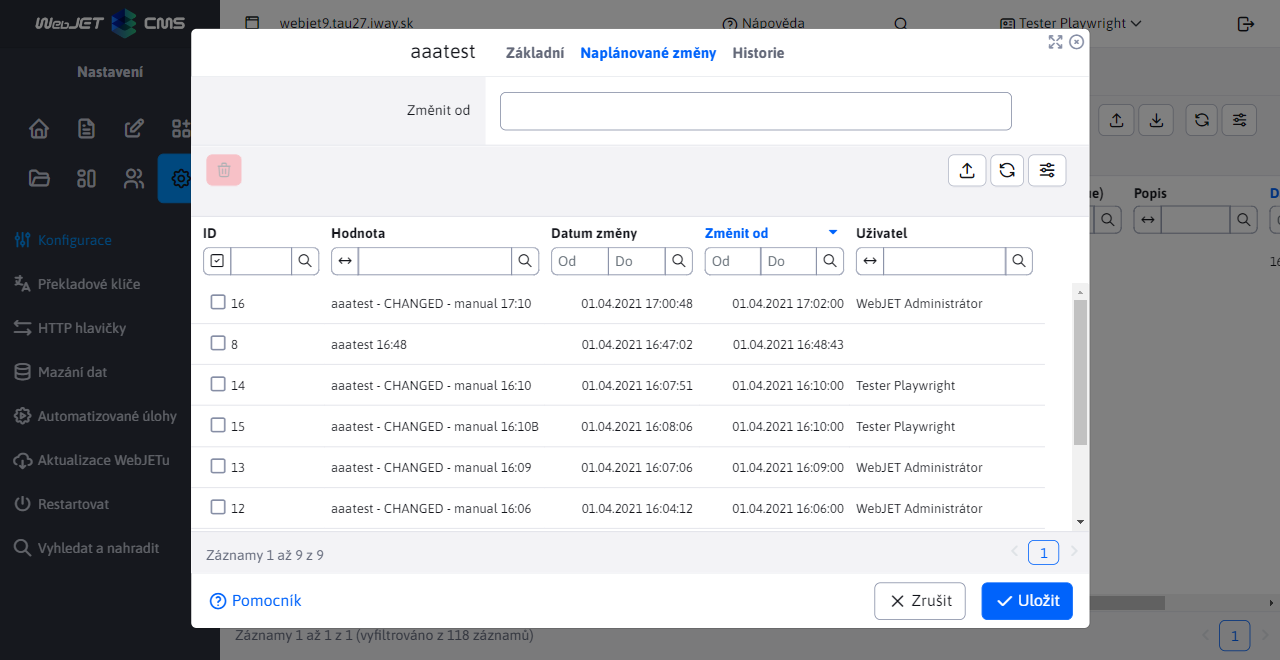 WebJET CMS
webjet9.tau27.iway.sk
Nápověda
Tester Playwright
Nastavení
Konfigurace
Překladové klíče
HTTP hlavičky
Mazání dat
Automatizované úlohy
Aktualizace WebJETu
Restartovat
Vyhledat a nahradit
aaatest
Základní
Naplánované změny
Historie
Změnit od
ID Hodnota Datum změny Změnit od Uživatel
Od Do Od Do
16 aaatest - CHANGED - manual 17:10 01.04.2021 17:00:48 01.04.2021 17:02:00 WebJET Administrátor
8 aaatest 16:48 01.04.2021 16:47:02 01.04.2021 16:48:43
14 aaatest - CHANGED - manual 16:10 01.04.2021 16:07:51 01.04.2021 16:10:00 Tester Playwright
15 aaatest - CHANGED - manual 16:10B 01.04.2021 16:08:06 01.04.2021 16:10:00 Tester Playwright
13 aaatest - CHANGED - manual 16:09 01.04.2021 16:07:06 01.04.2021 16:09:00 WebJET Administrátor
12 aaatest - CHANGED - manual 16:06 01.04.2021 16:04:12 01.04.2021 16:06:00 WebJET Administrátor
Záznamy 1 až 9 z 9
1
Pomocník
Zrušit
Uložit
Popis
Záznamy 1 až 1 z 1 (vyfiltrováno z 118 záznamů)
1